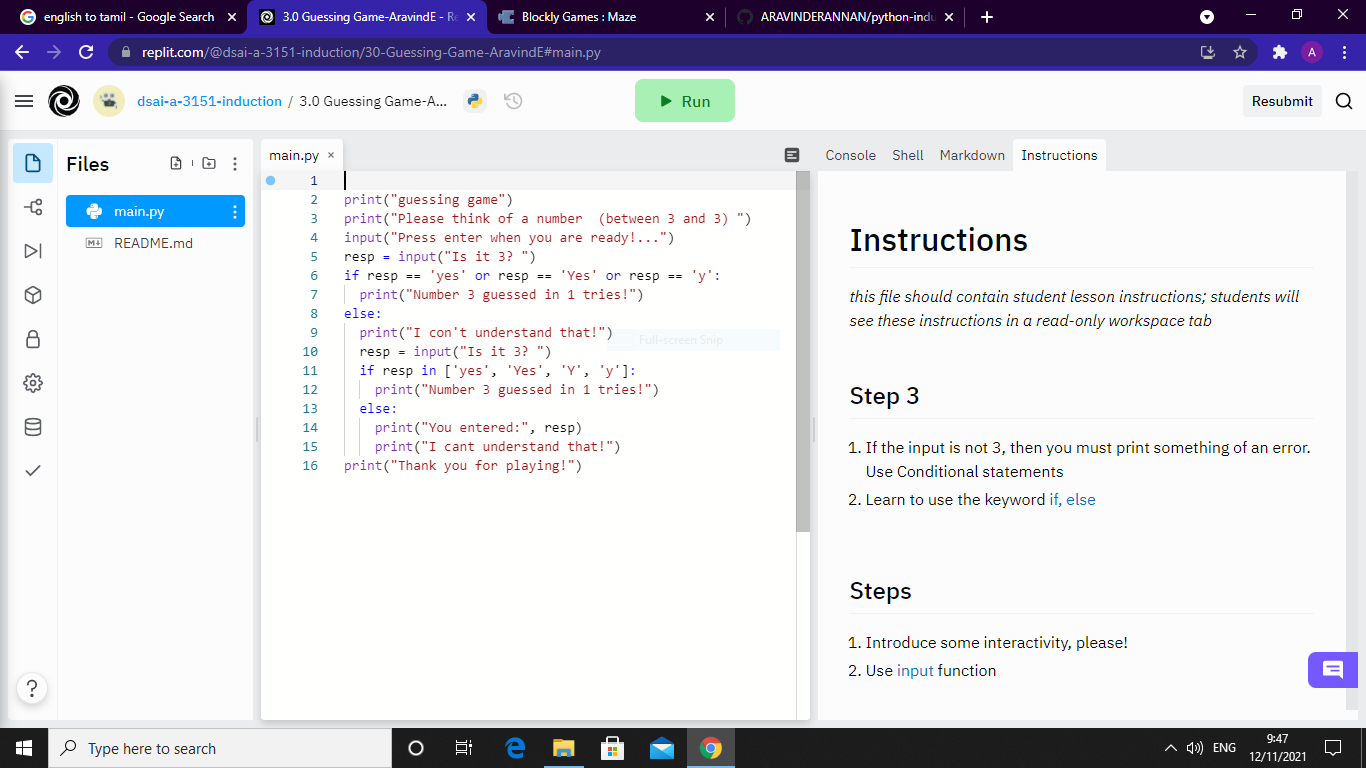 english to tamil - Google Search
3.0 Guessing Game-AravindE - Re
Blockly Games : Maze
ARAVINDERANNAN/python-indu
replit.com/@dsai-a-3151-induction/30-Guessing-Game-AravindE#main.py
A
dsai-a-3151-induction / 3.0 Guessing Game-A...
Run
Resubmit
Files
main.py
README.md
main.py
1
2 print("guessing game")
3 print("Please think of a number  (between 3 and 3) ")
4 input("Press enter when you are ready!...")
5 resp = input("Is it 3? ")
6 if resp == 'yes' or resp == 'Yes' or resp == 'y':
7   print("Number 3 guessed in 1 tries!")
8 else:
9   print("I con't understand that!")
Full-screen Snip
10   resp = input("Is it 3? ")
11   if resp in ['yes', 'Yes', 'Y', 'y']:
12     print("Number 3 guessed in 1 tries!")
13   else:
14     print("You entered:", resp)
15     print("I cant understand that!")
16 print("Thank you for playing!")
Console Shell Markdown Instructions
Instructions
this file should contain student lesson instructions; students will
see these instructions in a read-only workspace tab
Step 3
1. If the input is not 3, then you must print something of an error.
Use Conditional statements
2. Learn to use the keyword if, else
Steps
1. Introduce some interactivity, please!
2. Use input function
?
Type here to search
ENG
9:47
12/11/2021